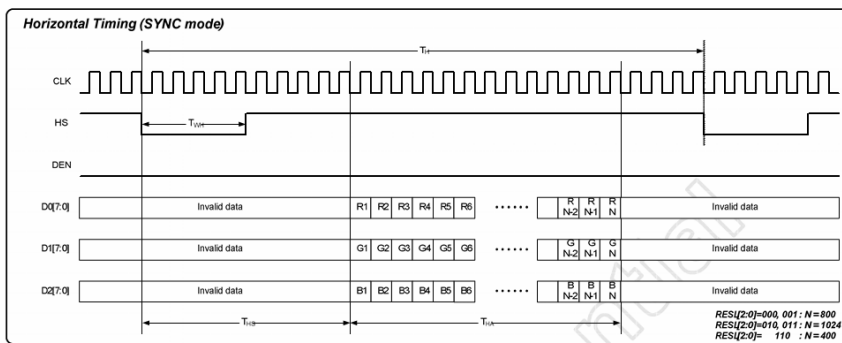 Horizontal Timing (SYNC mode)
TH
CLK
HS
TWH
DEN
D0[7:0] Invalid data R1 R2 R3 R4 R5 R6 ······ R N-2 R N-1 R N Invalid data
D1[7:0] Invalid data G1 G2 G3 G4 G5 G6 ······ G N-2 G N-1 G N Invalid data
D2[7:0] Invalid data B1 B2 B3 B4 B5 B6 ······ B N-2 B N-1 B N Invalid data
THB THA
RESL[2:0]=000, 001 : N = 800
RESL[2:0]=010, 011 : N = 1024
RESL[2:0]= 110 : N = 400